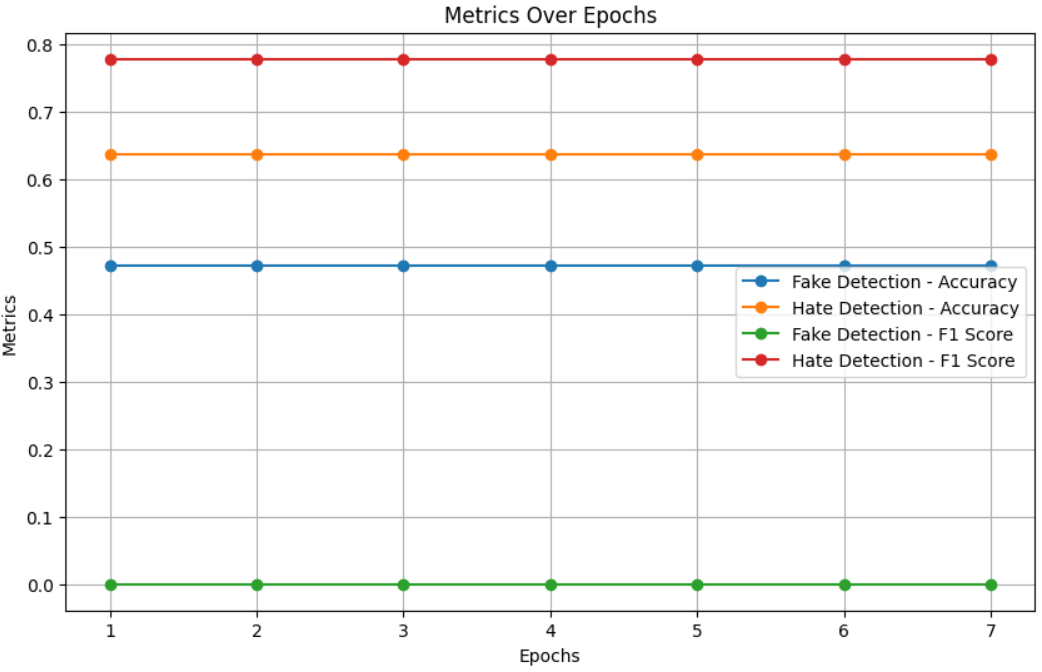 Metrics Over Epochs
0.8
0.7
0.6
0.5
0.4
0.3
0.2
0.1
0.0
Metrics
Fake Detection - Accuracy
Hate Detection - Accuracy
Fake Detection - F1 Score
Hate Detection - F1 Score
1 2 3 4 5 6 7
Epochs